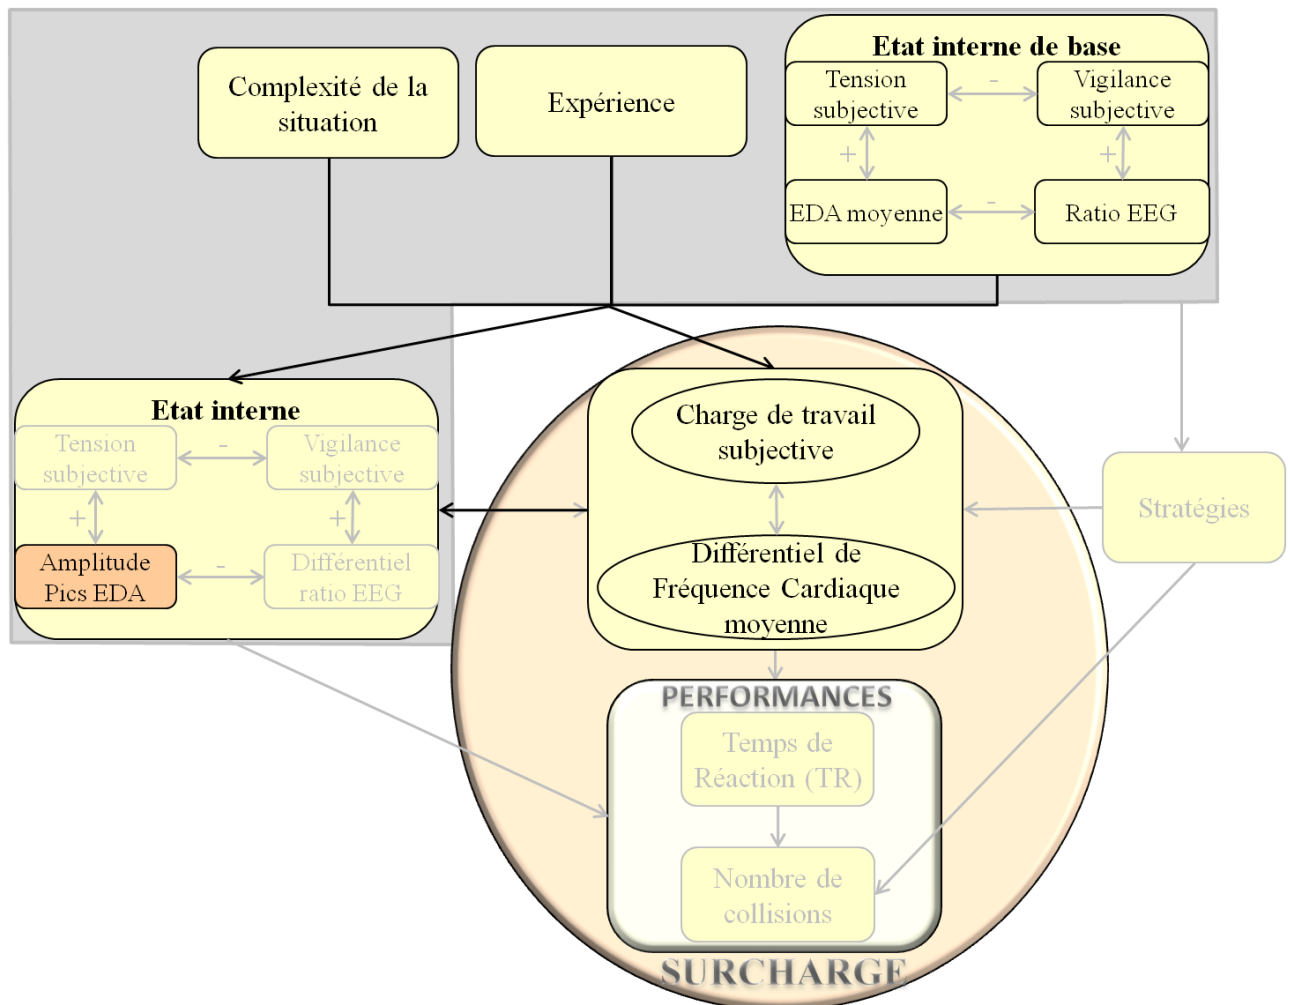 Etat interne de base
Complexité de la
situation
Expérience
Tension
subjective
-
Vigilance
subjective
+
+
EDA moyenne
-
Ratio EEG
Etat interne
Tension
subjective
-
Vigilance
subjective
+
+
Amplitude
Pics EDA
-
Différentiel
ratio EEG
Charge de travail
subjective
Différentiel de
Fréquence Cardiaque
moyenne
Stratégies
PERFORMANCES
Temps de
Réaction (TR)
Nombre de
collisions
SURCHARGE